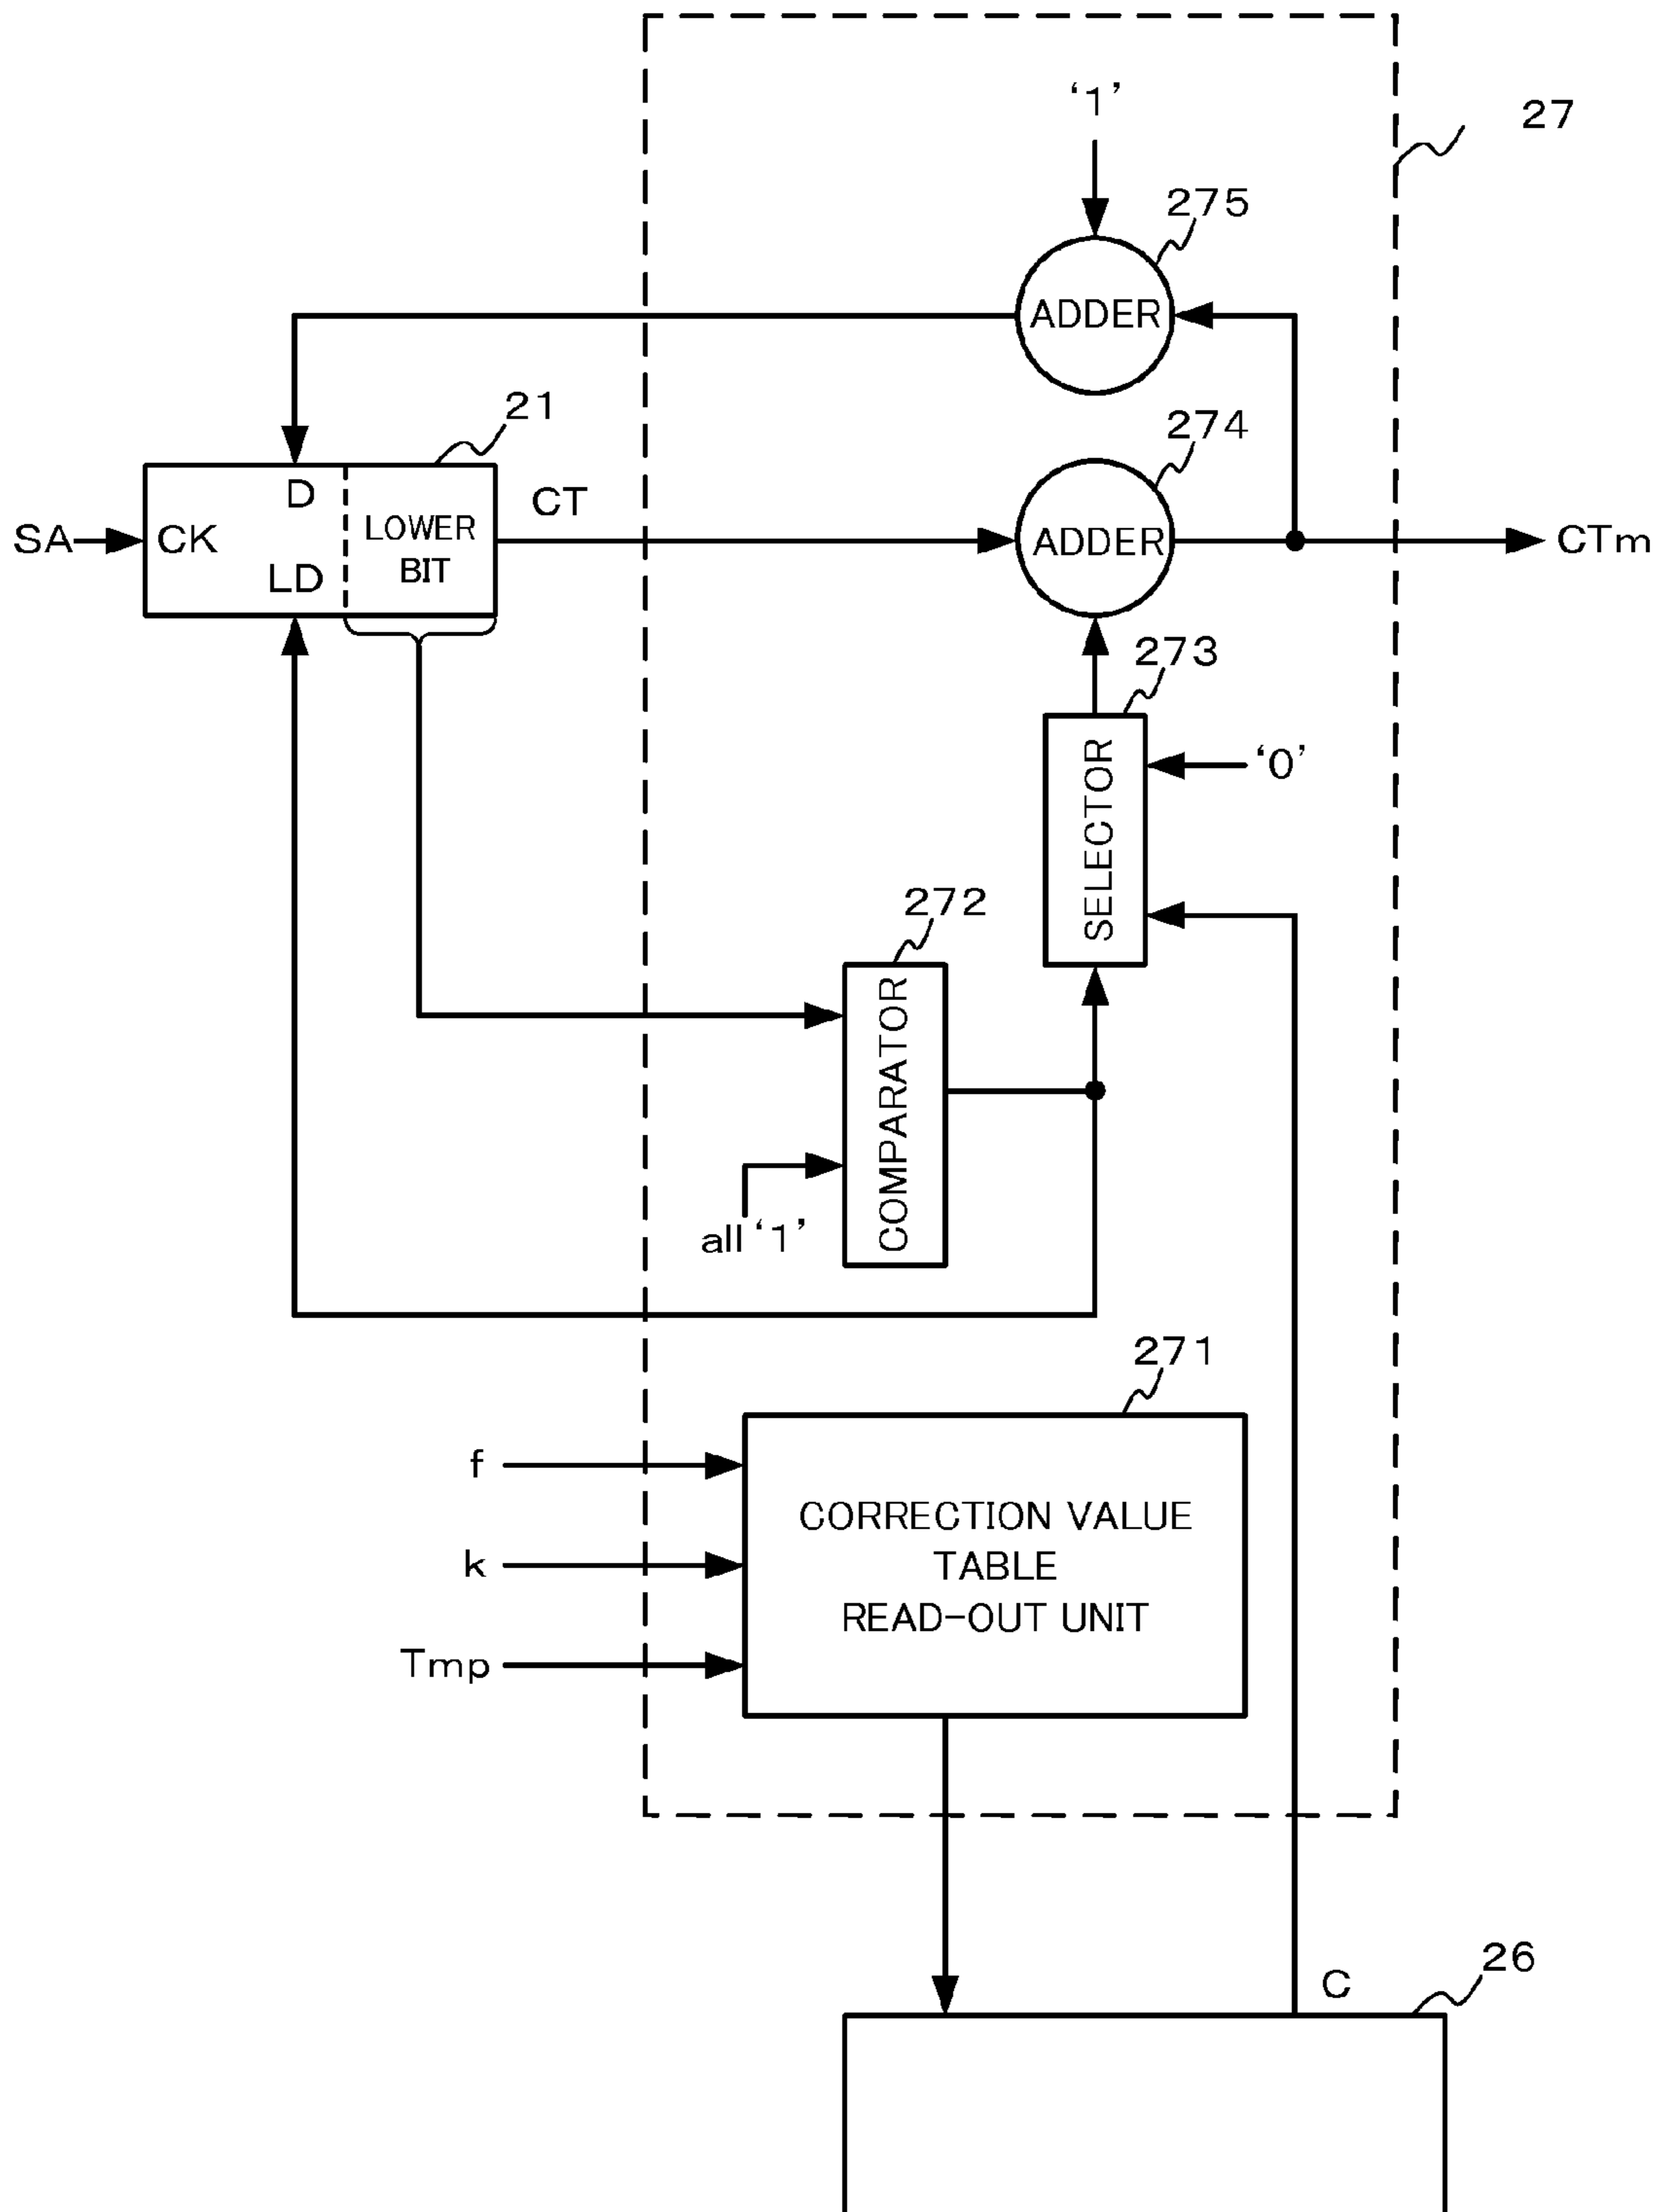 ‘1’
27
275
ADDER
21
274
D
CT
SA
CK
LOWER
BIT
LD
ADDER
CTm
273
‘0’
SELECTOR
272
COMPARATOR
all ‘1’
271
f
k
Tmp
CORRECTION VALUE
TABLE
READ-OUT UNIT
C
26